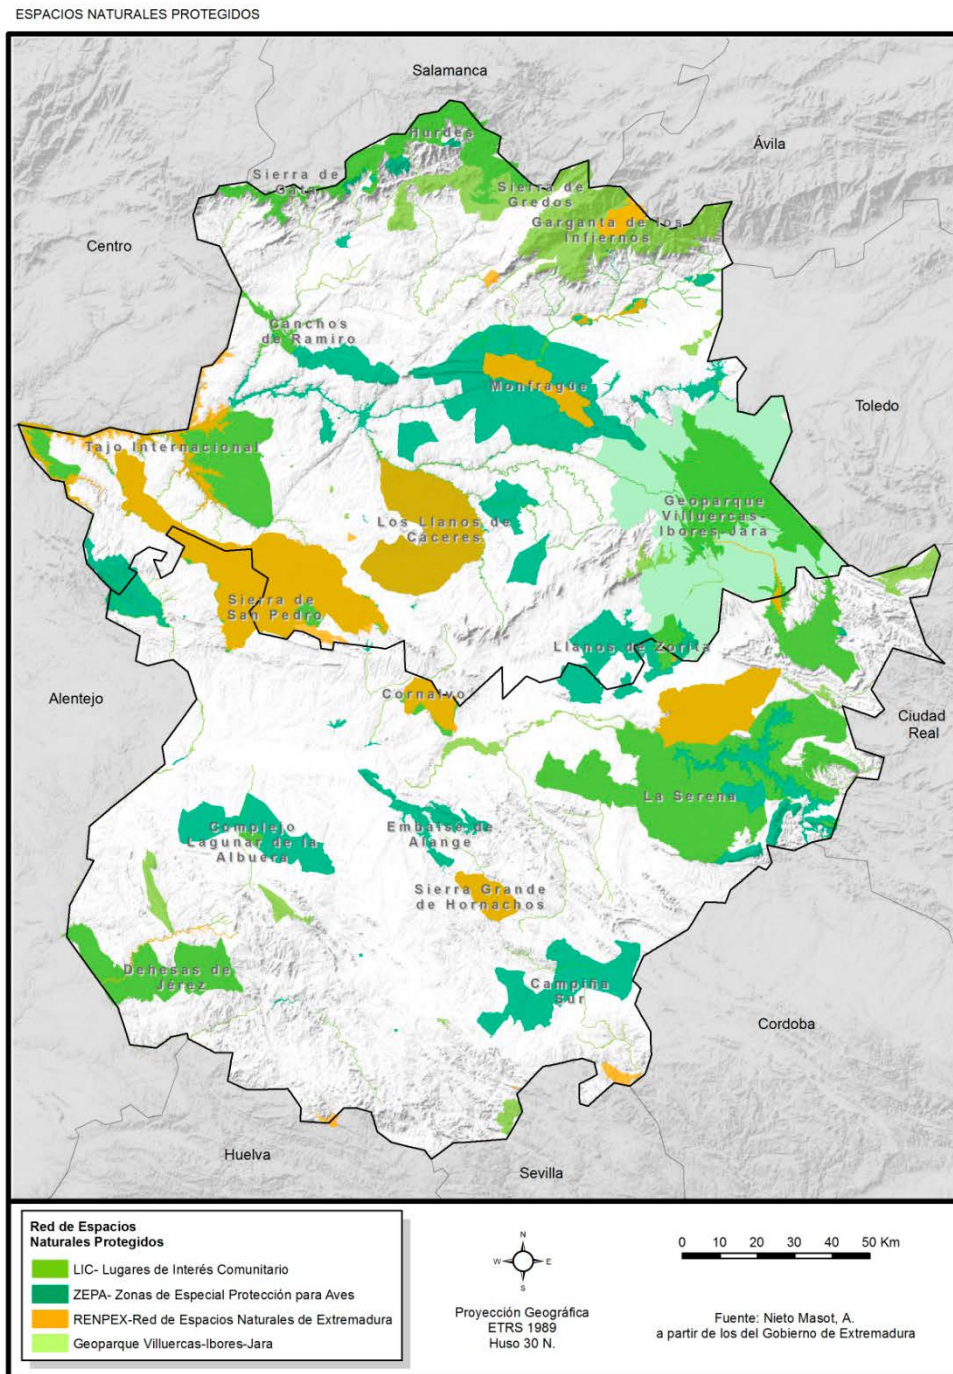 ESPACIOS NATURALES PROTEGIDOS
Salamanca
Hurdes
Ávila
Sierra de
Gata
Sierra de
Gredos
Garganta de los
Infiernos
Centro
Canchos
de Ramiro
Monfragüe
Toledo
Tajo Internacional
Geoparque
Villuercas-
Ibores-Jara
Los Llanos de
Cáceres
Sierra de
San Pedro
Llanos de Zorita
Alentejo
Cornalvo
Ciudad
Real
La Serena
Complejo
Lagunar de la
Albuera
Embalse de
Alange
Sierra Grande
de Hornachos
Dehesas de
Jérez
Campiña
Sur
Cordoba
Huelva
Sevilla
Red de Espacios
Naturales Protegidos
LIC- Lugares de Interés Comunitario
ZEPA- Zonas de Especial Protección para Aves
RENPEX-Red de Espacios Naturales de Extremadura
Geoparque Villuercas-Ibores-Jara
N
W E
S
Proyección Geográfica
ETRS 1989
Huso 30 N.
0 10 20 30 40 50 Km
Fuente: Nieto Masot, A.
a partir de los del Gobierno de Extremadura